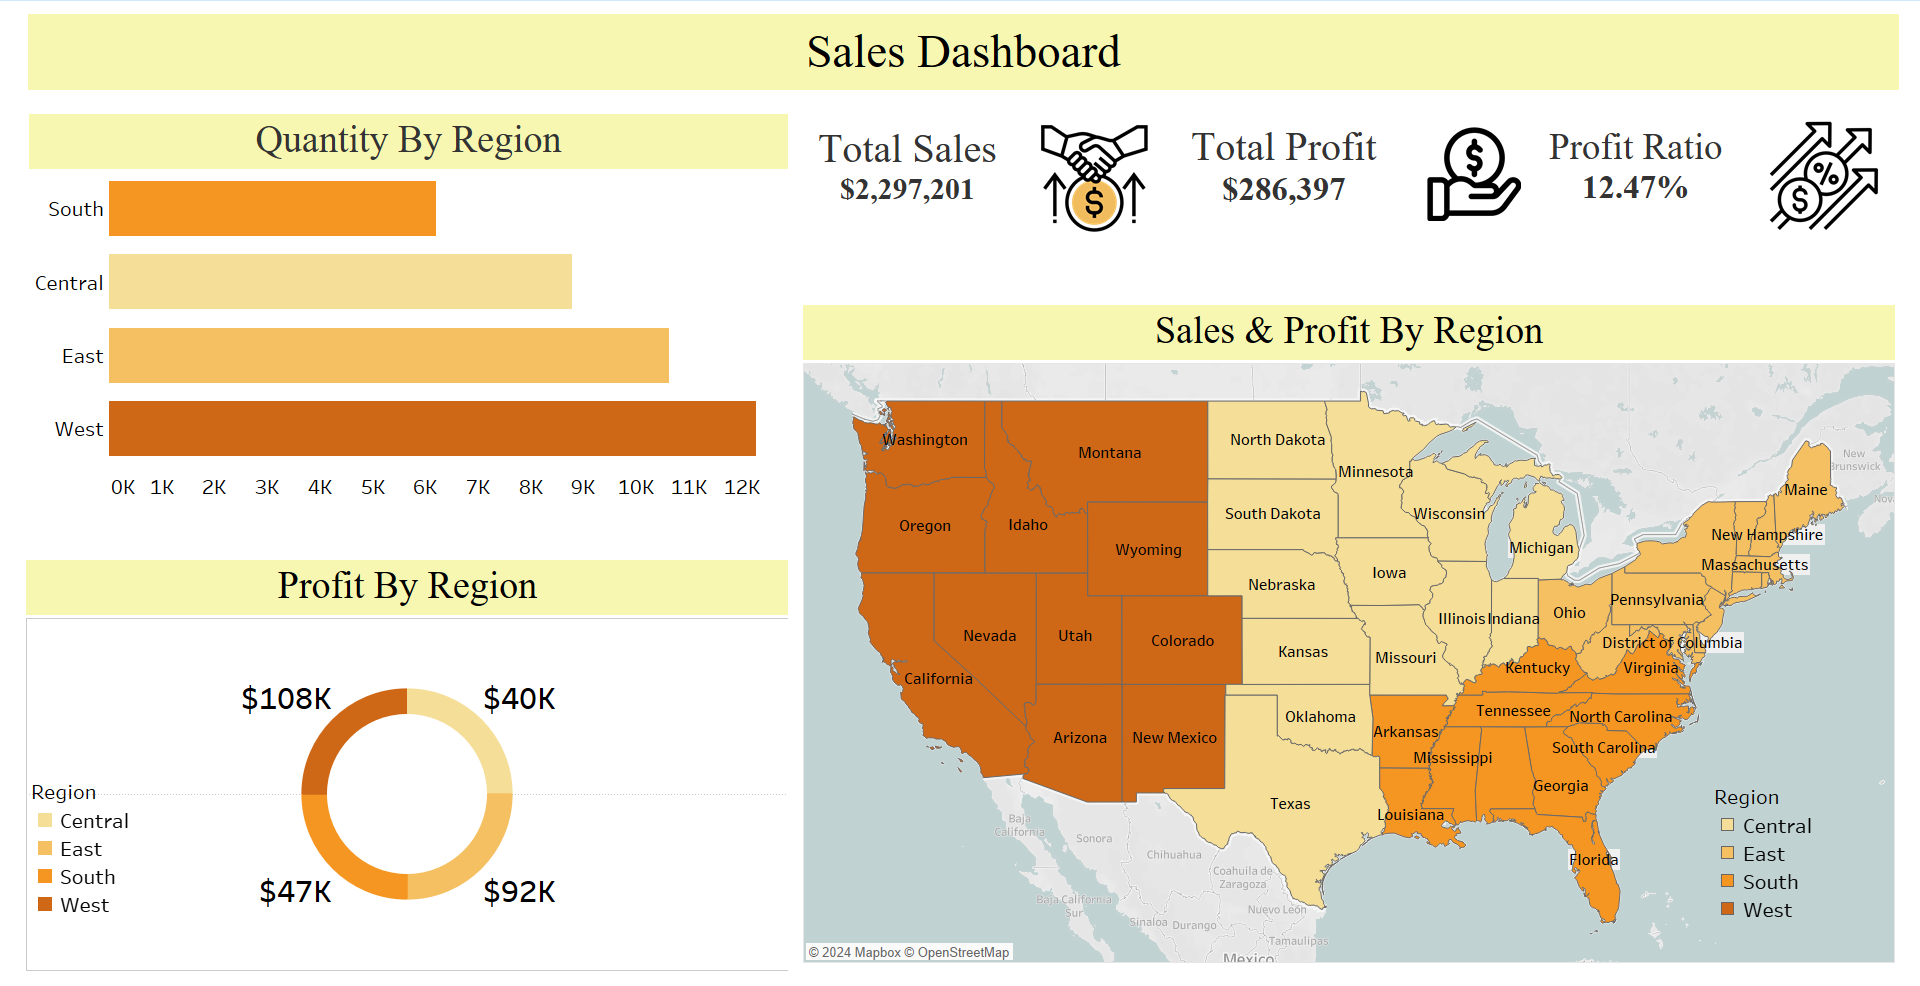 Sales Dashboard
Quantity By Region
South
Central
East
West
0K 1K 2K 3K 4K 5K 6K 7K 8K 9K 10K 11K 12K
Total Sales
$2,297,201
$
Total Profit
$286,397
$
Profit Ratio
12.47%
%
$
Profit By Region
$108K
$40K
$47K
$92K
Region
Central
East
South
West
Sales & Profit By Region
Washington
Montana
North Dakota
Minnesota
Oregon
Idaho
Wyoming
South Dakota
Wisconsin
Michigan
Maine
New Brunswick
Nov
New Hampshire
Massachusetts
Nebraska
Iowa
Illinois
Indiana
Ohio
Pennsylvania
Nevada
Utah
Colorado
Kansas
Missouri
District of Columbia
Kentucky
Virginia
California
Arizona
New Mexico
Oklahoma
Arkansas
Tennessee
North Carolina
South Carolina
Mississippi
Georgia
Texas
Louisiana
Florida
Baja California
Sonora
Chihuahua
Coahuila de Zaragoza
Baja California Sur
Sinaloa
Durango
Nuevo León
Tamaulipas
Mexico
Region
Central
East
South
West
© 2024 Mapbox © OpenStreetMap